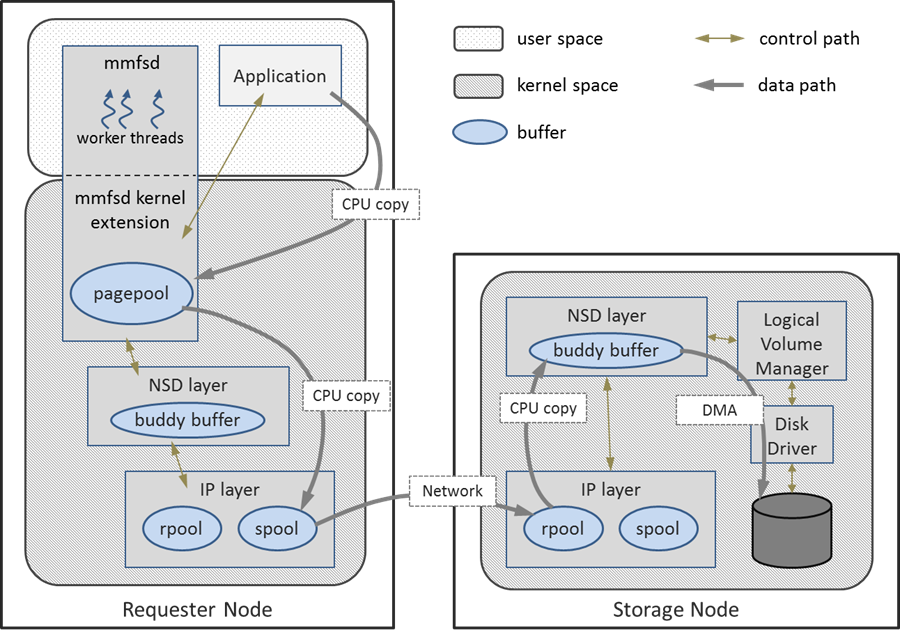 mmfsd
worker threads
Application
mmfsd kernel
extension
CPU copy
pagepool
NSD layer
buddy buffer
CPU copy
IP layer
rpool
spool
Requester Node
user space
kernel space
buffer
control path
data path
Network
NSD layer
buddy buffer
Logical
Volume
Manager
CPU copy
DMA
Disk
Driver
IP layer
rpool
spool
Storage Node